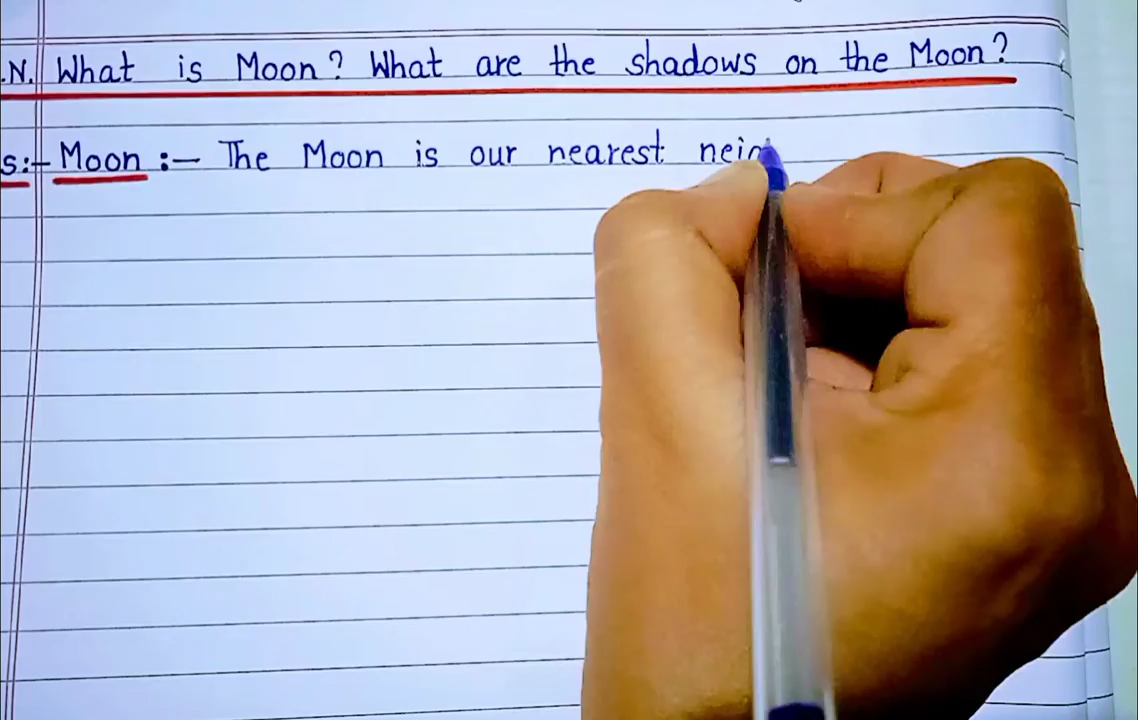 .N. What is Moon? What are the shadows on the Moon?
s:- Moon :- The Moon is our nearest